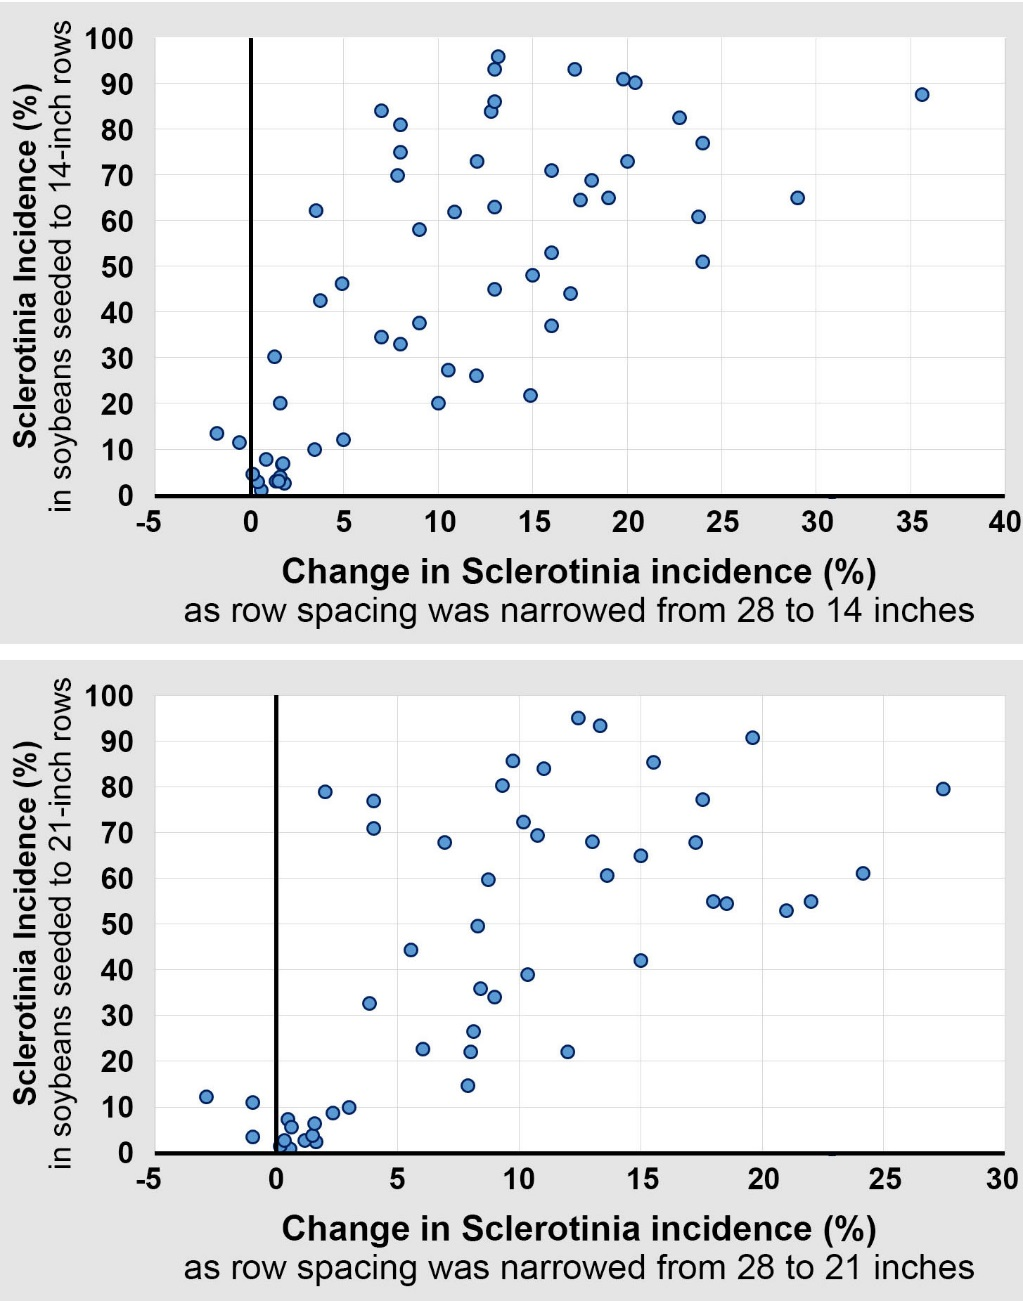 Sclerotinia Incidence (%)
in soybeans seeded to 14-inch rows
100
90
80
70
60
50
40
30
20
10
0
-5 0 5 10 15 20 25 30 35 40
Change in Sclerotinia incidence (%)
as row spacing was narrowed from 28 to 14 inches
Sclerotinia Incidence (%)
in soybeans seeded to 21-inch rows
100
90
80
70
60
50
40
30
20
10
0
-5 0 5 10 15 20 25 30
Change in Sclerotinia incidence (%)
as row spacing was narrowed from 28 to 21 inches